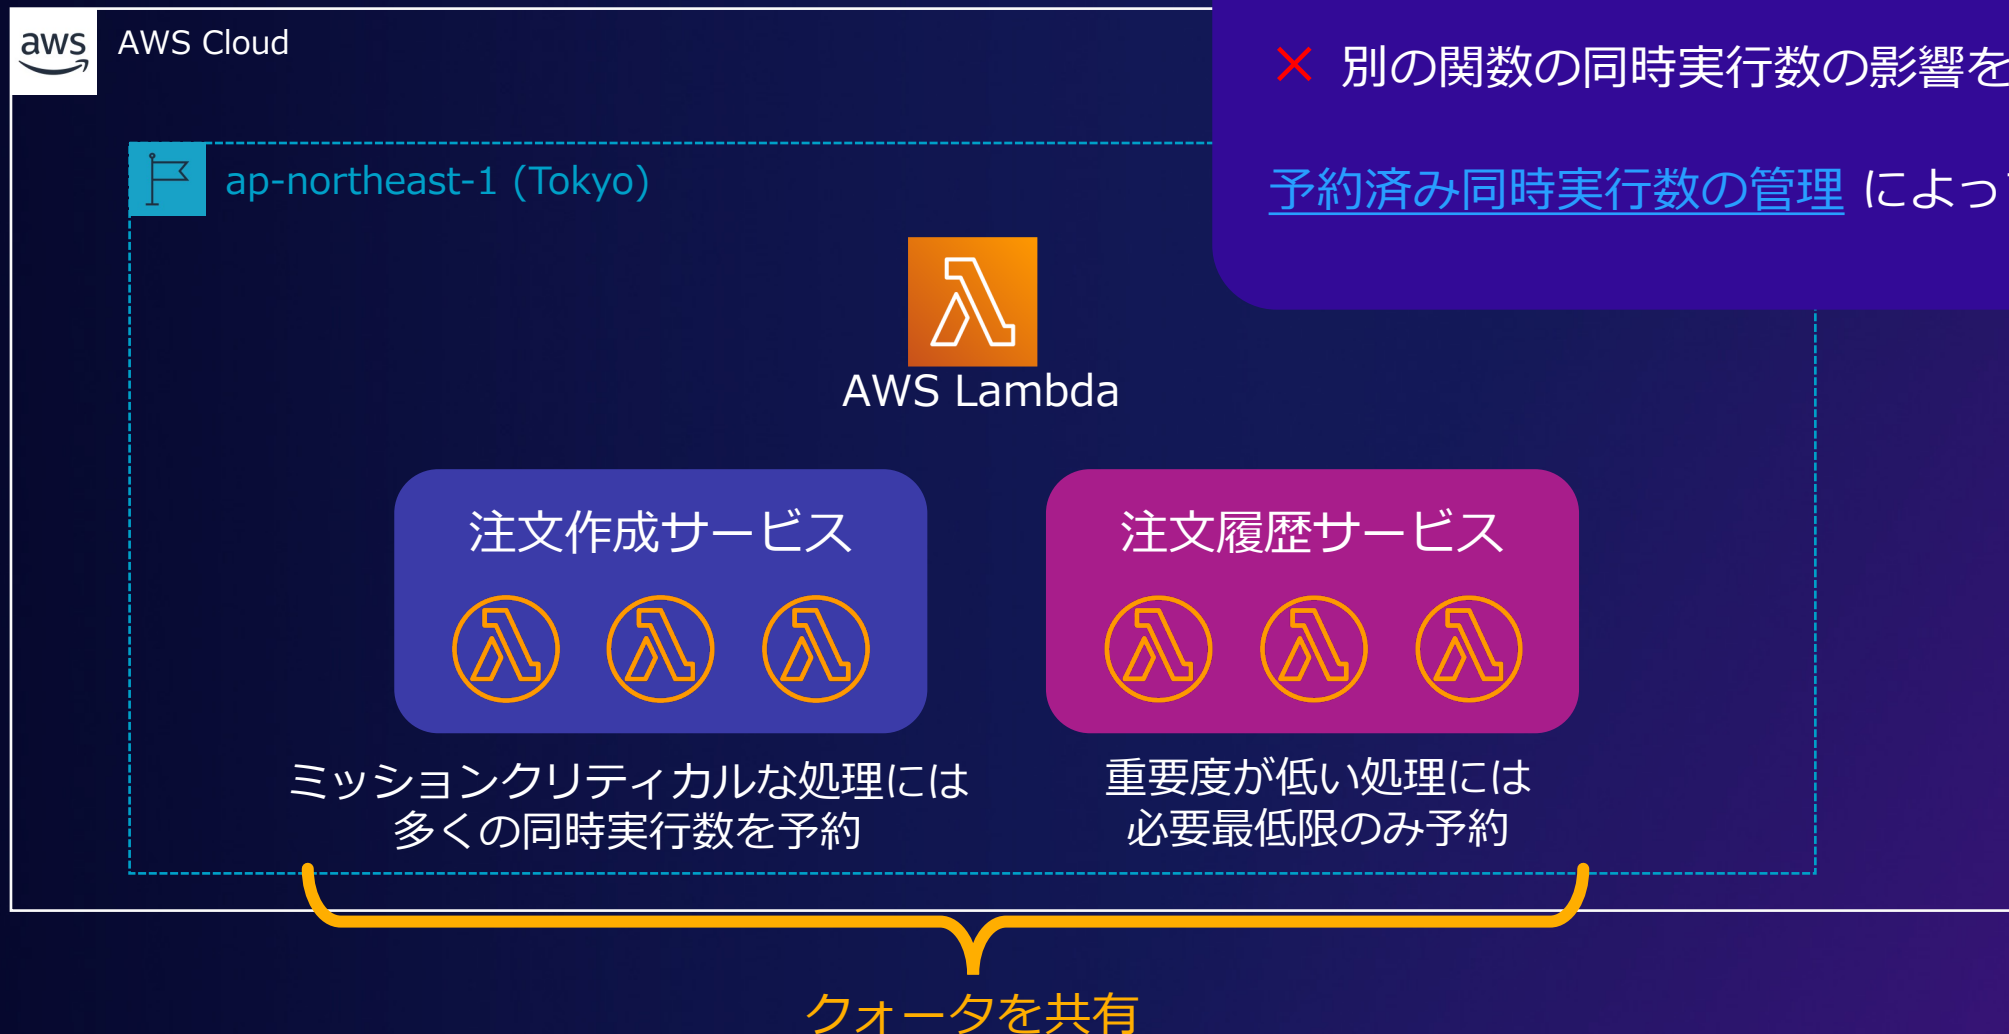 aws
AWS Cloud
× 別の関数の同時実行数の影響を
ap-northeast-1 (Tokyo)
予約済み同時実行数の管理 によっ
AWS Lambda
注文作成サービス
注文履歴サービス
ミッションクリティカルな処理には
多くの同時実行数を予約
重要度が低い処理には
必要最低限のみ予約
クォータを共有